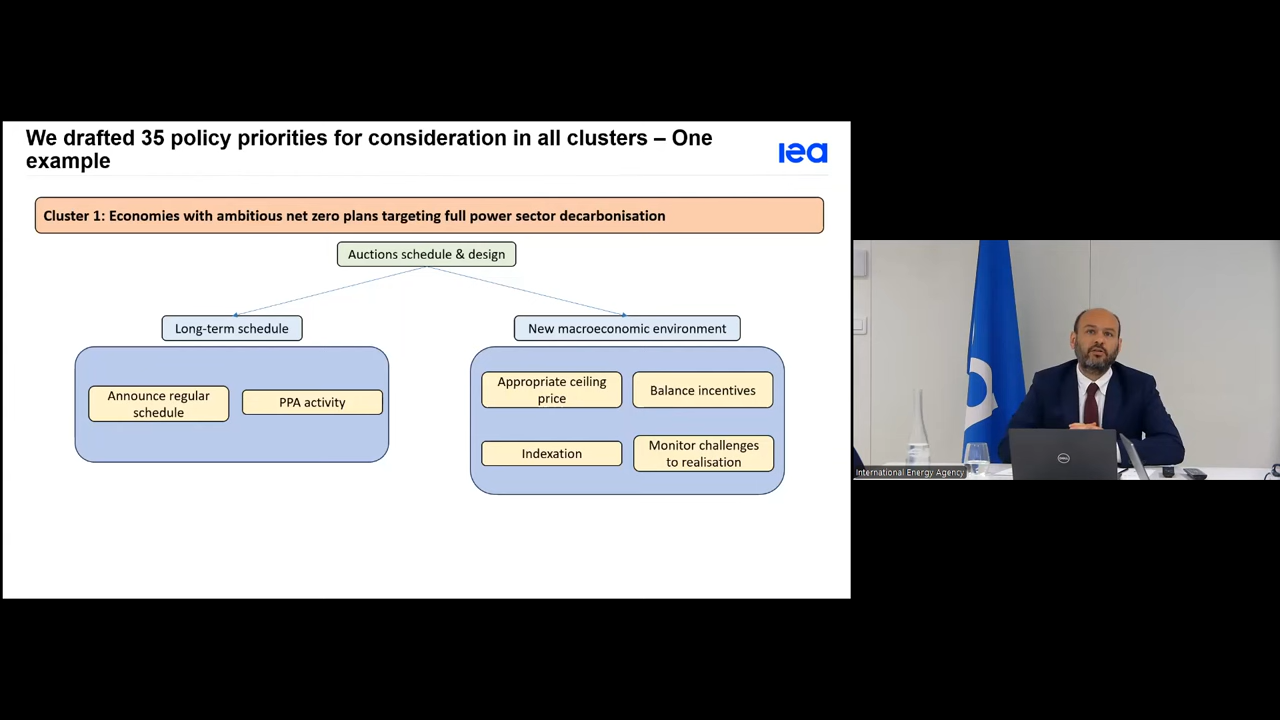 We drafted 35 policy priorities for consideration in all clusters – One
example
iea
Cluster 1: Economies with ambitious net zero plans targeting full power sector decarbonisation
Auctions schedule & design
Long-term schedule
New macroeconomic environment
Announce regular
schedule
PPA activity
Appropriate ceiling
price
Balance incentives
Indexation
Monitor challenges
to realisation
DELL
International Energy Agency